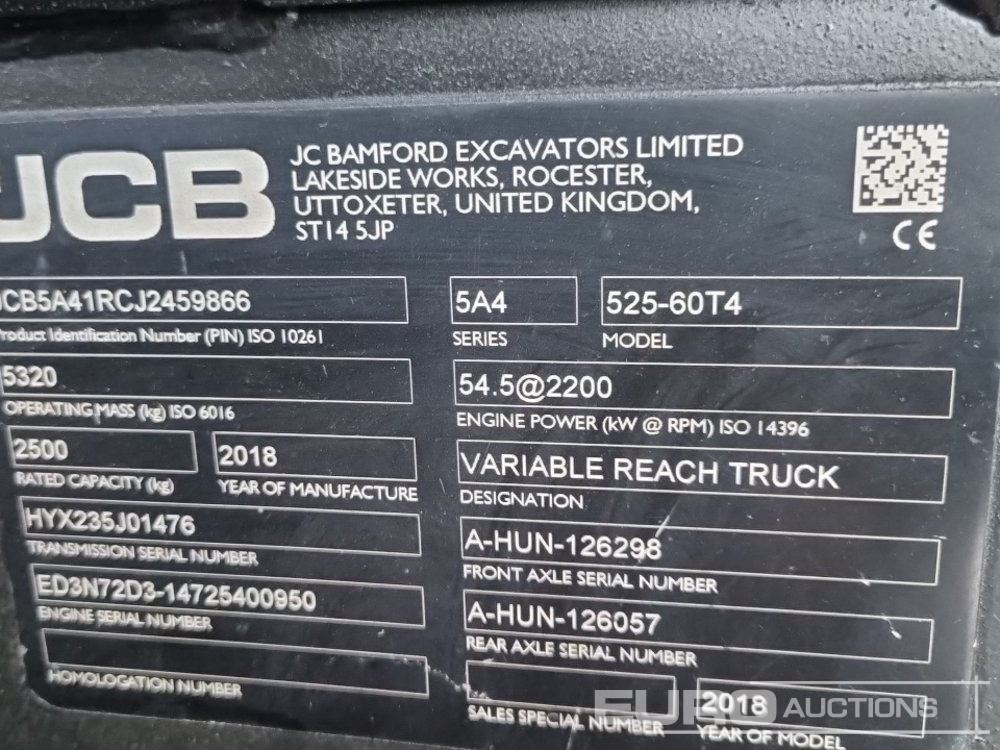 JCB
JC BAMFORD EXCAVATORS LIMITED
LAKESIDE WORKS, ROCESTER,
UTTOXETER, UNITED KINGDOM,
ST14 5JP
CE
JCB5A41RCJ2459866
Product Identification Number (PIN) ISO 10261
5A4
SERIES
525-60T4
MODEL
5320
OPERATING MASS (kg) ISO 6016
54.5@2200
ENGINE POWER (kW @ RPM) ISO 14396
2500
RATED CAPACITY (kg)
2018
YEAR OF MANUFACTURE
VARIABLE REACH TRUCK
DESIGNATION
HYX235J01476
TRANSMISSION SERIAL NUMBER
A-HUN-126298
FRONT AXLE SERIAL NUMBER
ED3N72D3-14725400950
ENGINE SERIAL NUMBER
A-HUN-126057
REAR AXLE SERIAL NUMBER
HOMOLOGATION NUMBER
SALES SPECIAL NUMBER
2018
YEAR OF MODEL
EURO AUCTIONS